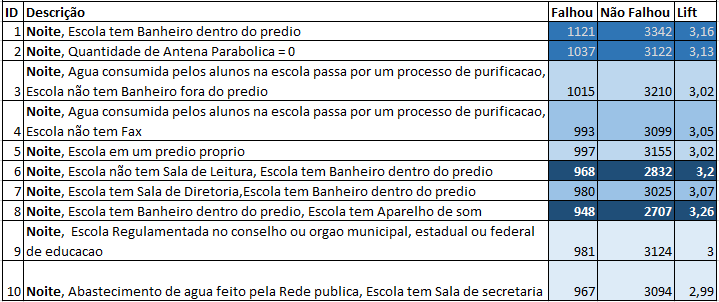 ID Descrição Falhou Não Falhou Lift
1 Noite, Escola tem Banheiro dentro do predio 1121 3342 3,16
2 Noite, Quantidade de Antena Parabolica = 0 1037 3122 3,13
Noite, Agua consumida pelos alunos na escola passa por um processo de purificacao,
3 Escola não tem Banheiro fora do predio 1015 3210 3,02
Noite, Agua consumida pelos alunos na escola passa por um processo de purificacao,
4 Escola não tem Fax 993 3099 3,05
5 Noite, Escola em um predio proprio 997 3155 3,02
6 Noite, Escola não tem Sala de Leitura, Escola tem Banheiro dentro do predio 968 2832 3,2
7 Noite, Escola tem Sala de Diretoria,Escola tem Banheiro dentro do predio 980 3025 3,07
8 Noite, Escola tem Banheiro dentro do predio, Escola tem Aparelho de som 948 2707 3,26
Noite, Escola Regulamentada no conselho ou orgao municipal, estadual ou federal
9 de educacao 981 3124 3
10 Noite, Abastecimento de agua feito pela Rede publica, Escola tem Sala de secretaria 967 3094 2,99